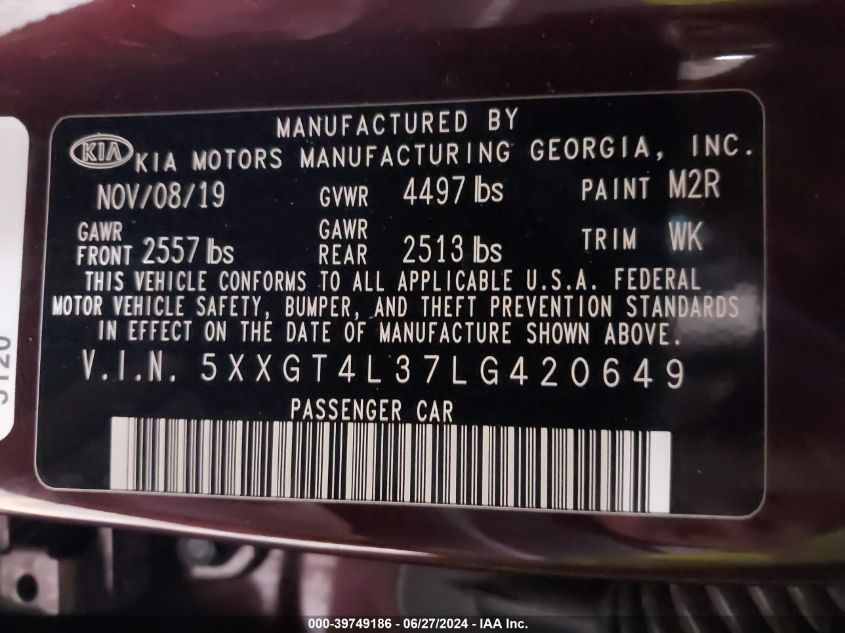 MANUFACTURED BY
KIA KIA MOTORS MANUFACTURING GEORGIA, INC.
NOV/08/19 GVWR 4497 lbs PAINT M2R
GAWR FRONT 2557 lbs GAWR REAR 2513 lbs TRIM WK
THIS VEHICLE CONFORMS TO ALL APPLICABLE U.S.A. FEDERAL
MOTOR VEHICLE SAFETY, BUMPER, AND THEFT PREVENTION STANDARDS
IN EFFECT ON THE DATE OF MANUFACTURE SHOWN ABOVE.
V.I.N. 5XXGT4L37LG420649
PASSENGER CAR
000-39749186 - 06/27/2024 - IAA Inc.